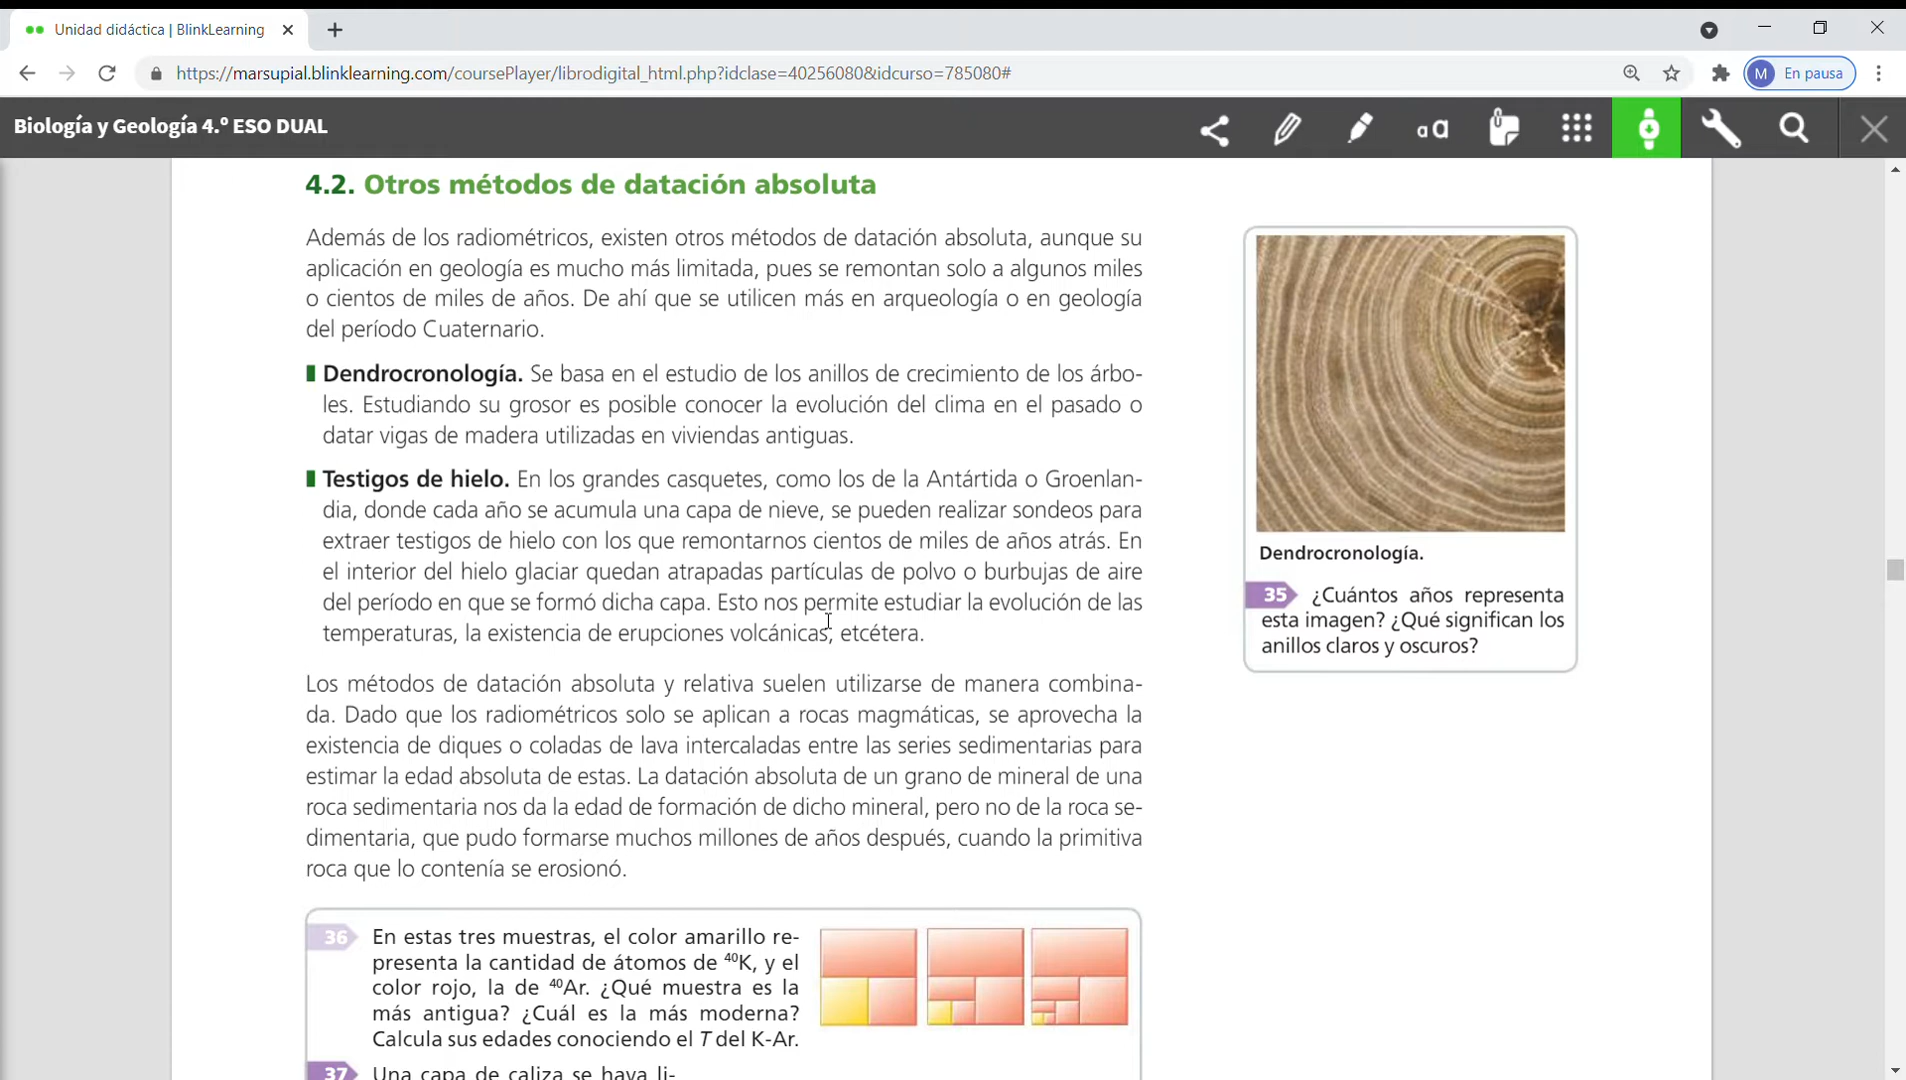 Unidad didáctica | BlinkLearning
https://marsupial.blinklearning.com/coursePlayer/librodigital_html.php?idclase=40256080&idcurso=785080#
M En pausa
Biología y Geología 4.º ESO DUAL
aa
4.2. Otros métodos de datación absoluta
Además de los radiométricos, existen otros métodos de datación absoluta, aunque su
aplicación en geología es mucho más limitada, pues se remontan solo a algunos miles
o cientos de miles de años. De ahí que se utilicen más en arqueología o en geología
del período Cuaternario.
Dendrocronología. Se basa en el estudio de los anillos de crecimiento de los árbo-
les. Estudiando su grosor es posible conocer la evolución del clima en el pasado o
datar vigas de madera utilizadas en viviendas antiguas.
Testigos de hielo. En los grandes casquetes, como los de la Antártida o Groenlan-
dia, donde cada año se acumula una capa de nieve, se pueden realizar sondeos para
extraer testigos de hielo con los que remontarnos cientos de miles de años atrás. En
el interior del hielo glaciar quedan atrapadas partículas de polvo o burbujas de aire
del período en que se formó dicha capa. Esto nos permite estudiar la evolución de las
temperaturas, la existencia de erupciones volcánicas, etcétera.
Los métodos de datación absoluta y relativa suelen utilizarse de manera combina-
da. Dado que los radiométricos solo se aplican a rocas magmáticas, se aprovecha la
existencia de diques o coladas de lava intercaladas entre las series sedimentarias para
estimar la edad absoluta de estas. La datación absoluta de un grano de mineral de una
roca sedimentaria nos da la edad de formación de dicho mineral, pero no de la roca se-
dimentaria, que pudo formarse muchos millones de años después, cuando la primitiva
roca que lo contenía se erosionó.
Dendrocronología.
35 ¿Cuántos años representa
esta imagen? ¿Qué significan los
anillos claros y oscuros?
36 En estas tres muestras, el color amarillo re-
presenta la cantidad de átomos de ⁴⁰K, y el
color rojo, la de ⁴⁰Ar. ¿Qué muestra es la
más antigua? ¿Cuál es la más moderna?
Calcula sus edades conociendo el T del K-Ar.
37 Una capa de caliza se haya li-